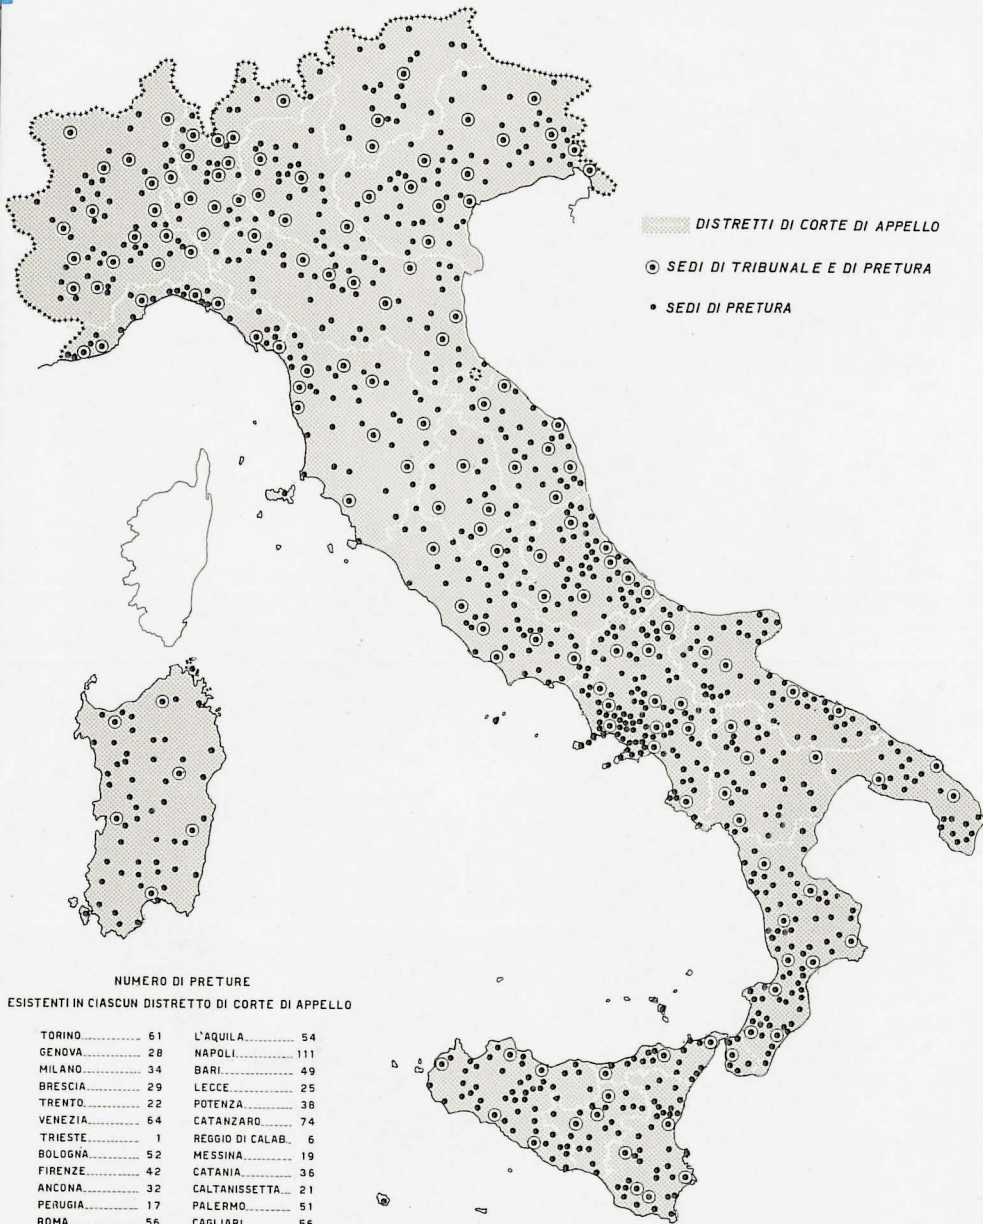 DISTRETTI DI CORTE DI APPELLO
SEDI DI TRIBUNALE E DI PRETURA
SEDI DI PRETURA
NUMERO DI PRETURE
ESISTENTI IN CIASCUN DISTRETTO DI CORTE DI APPELLO
TORINO 61
GENOVA 28
MILANO 34
BRESCIA 29
TRENTO 22
VENEZIA 64
TRIESTE 1
BOLOGNA 52
FIRENZE 42
ANCONA 32
PERUGIA 17
ROMA 56
L'AQUILA 54
NAPOLI 111
BARI 49
LECCE 25
POTENZA 38
CATANZARO 74
REGGIO DI CALAB. 6
MESSINA 19
CATANIA 36
CALTANISSETTA 21
PALERMO 51
CAGLIARI 56